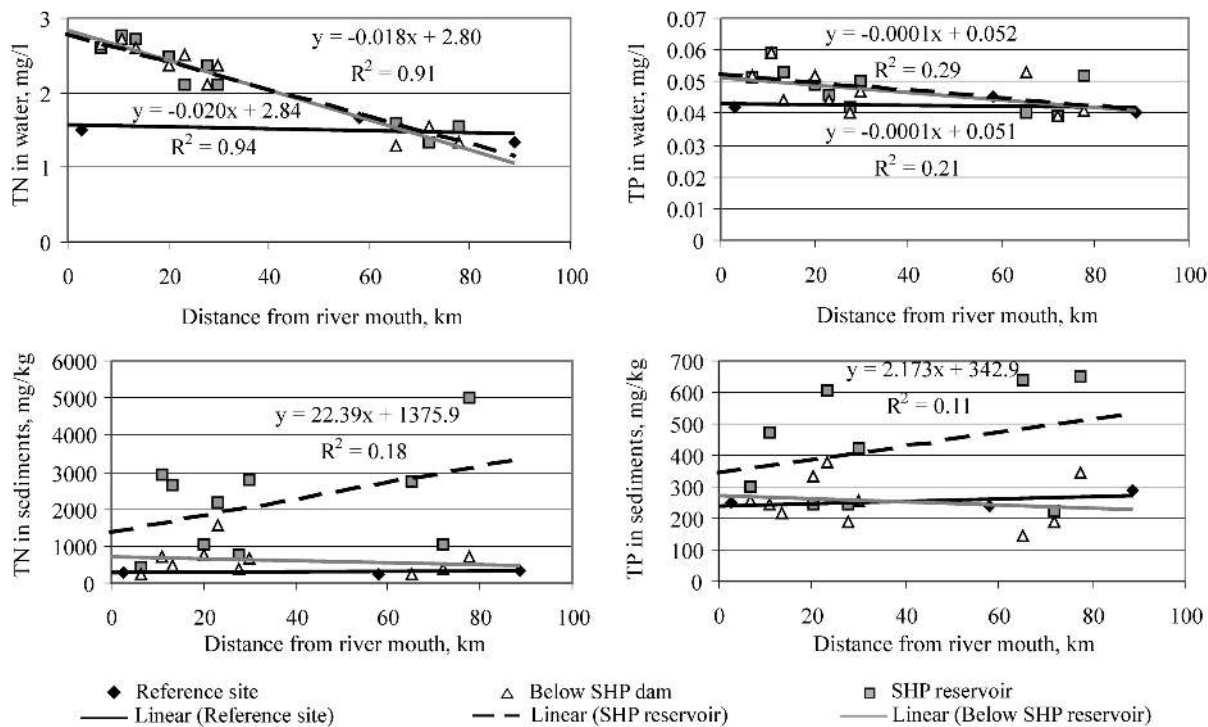 TN in water, mg/l
3
2
1
0
y = -0.018x + 2.80
R² = 0.91
y = -0.020x + 2.84
R² = 0.94
0 20 40 60 80 100
Distance from river mouth, km
TP in water, mg/l
0.07
0.06
0.05
0.04
0.03
0.02
0.01
0
y = -0.0001x + 0.052
R² = 0.29
y = -0.0001x + 0.051
R² = 0.21
0 20 40 60 80 100
Distance from river mouth, km
TN in sediments, mg/kg
6000
5000
4000
3000
2000
1000
0
y = 22.39x + 1375.9
R² = 0.18
0 20 40 60 80 100
Distance from river mouth, km
TP in sediments, mg/kg
700
600
500
400
300
200
100
0
y = 2.173x + 342.9
R² = 0.11
0 20 40 60 80 100
Distance from river mouth, km
Reference site Below SHP dam SHP reservoir
Linear (Reference site) Linear (SHP reservoir) Linear (Below SHP reservoir)